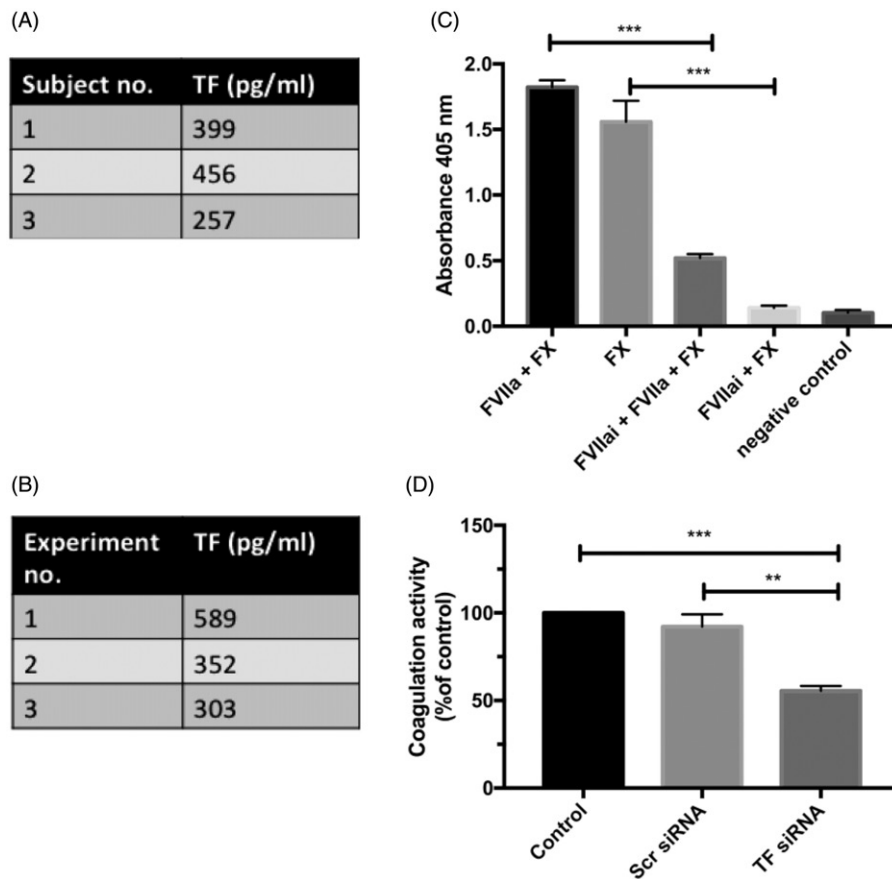 (A)
Subject no. TF (pg/ml)
1 399
2 456
3 257
(B)
Experiment no. TF (pg/ml)
1 589
2 352
3 303
(C)
***
***
Absorbance 405 nm
2.0
1.5
1.0
0.5
0.0
FVIIa + FX
FX
FVIIai + FVIIa + FX
FVIIai + FX
negative control
(D)
***
**
Coagulation activity
(%of control)
150
100
50
0
Control
Scr siRNA
TF siRNA